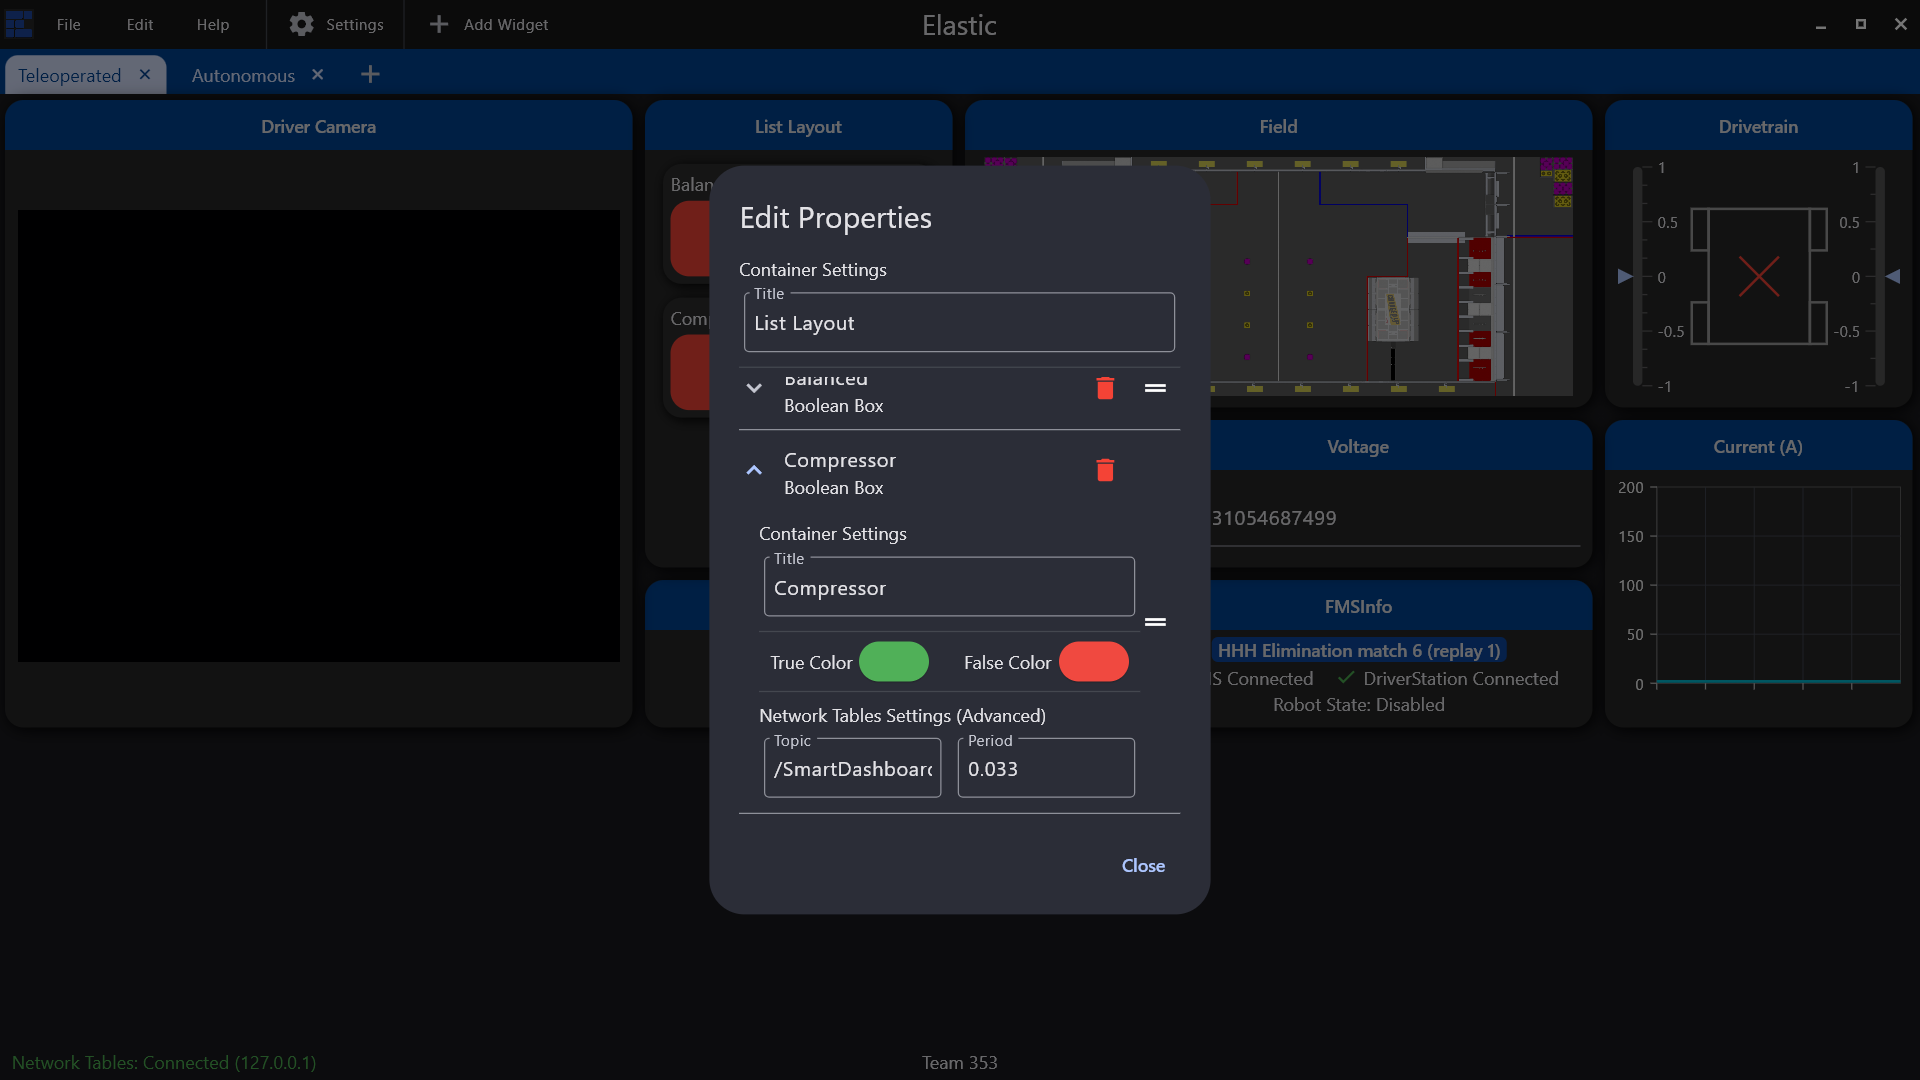 File Edit Help Settings Add Widget Elastic
Teleoperated Autonomous
Driver Camera List Layout Field Drivetrain
Edit Properties
Container Settings
Title
List Layout
Balanced
Boolean Box
Compressor
Boolean Box
Container Settings
Title
Compressor
True Color False Color
Network Tables Settings (Advanced)
Topic Period
/SmartDashboard 0.033
Close
1 1
0.5 0.5
0 0
-0.5 -0.5
-1 -1
Voltage Current (A)
31054687499
200
150
100
50
0
FMSInfo
HHH Elimination match 6 (replay 1)
S Connected DriverStation Connected
Robot State: Disabled
Network Tables: Connected (127.0.0.1) Team 353